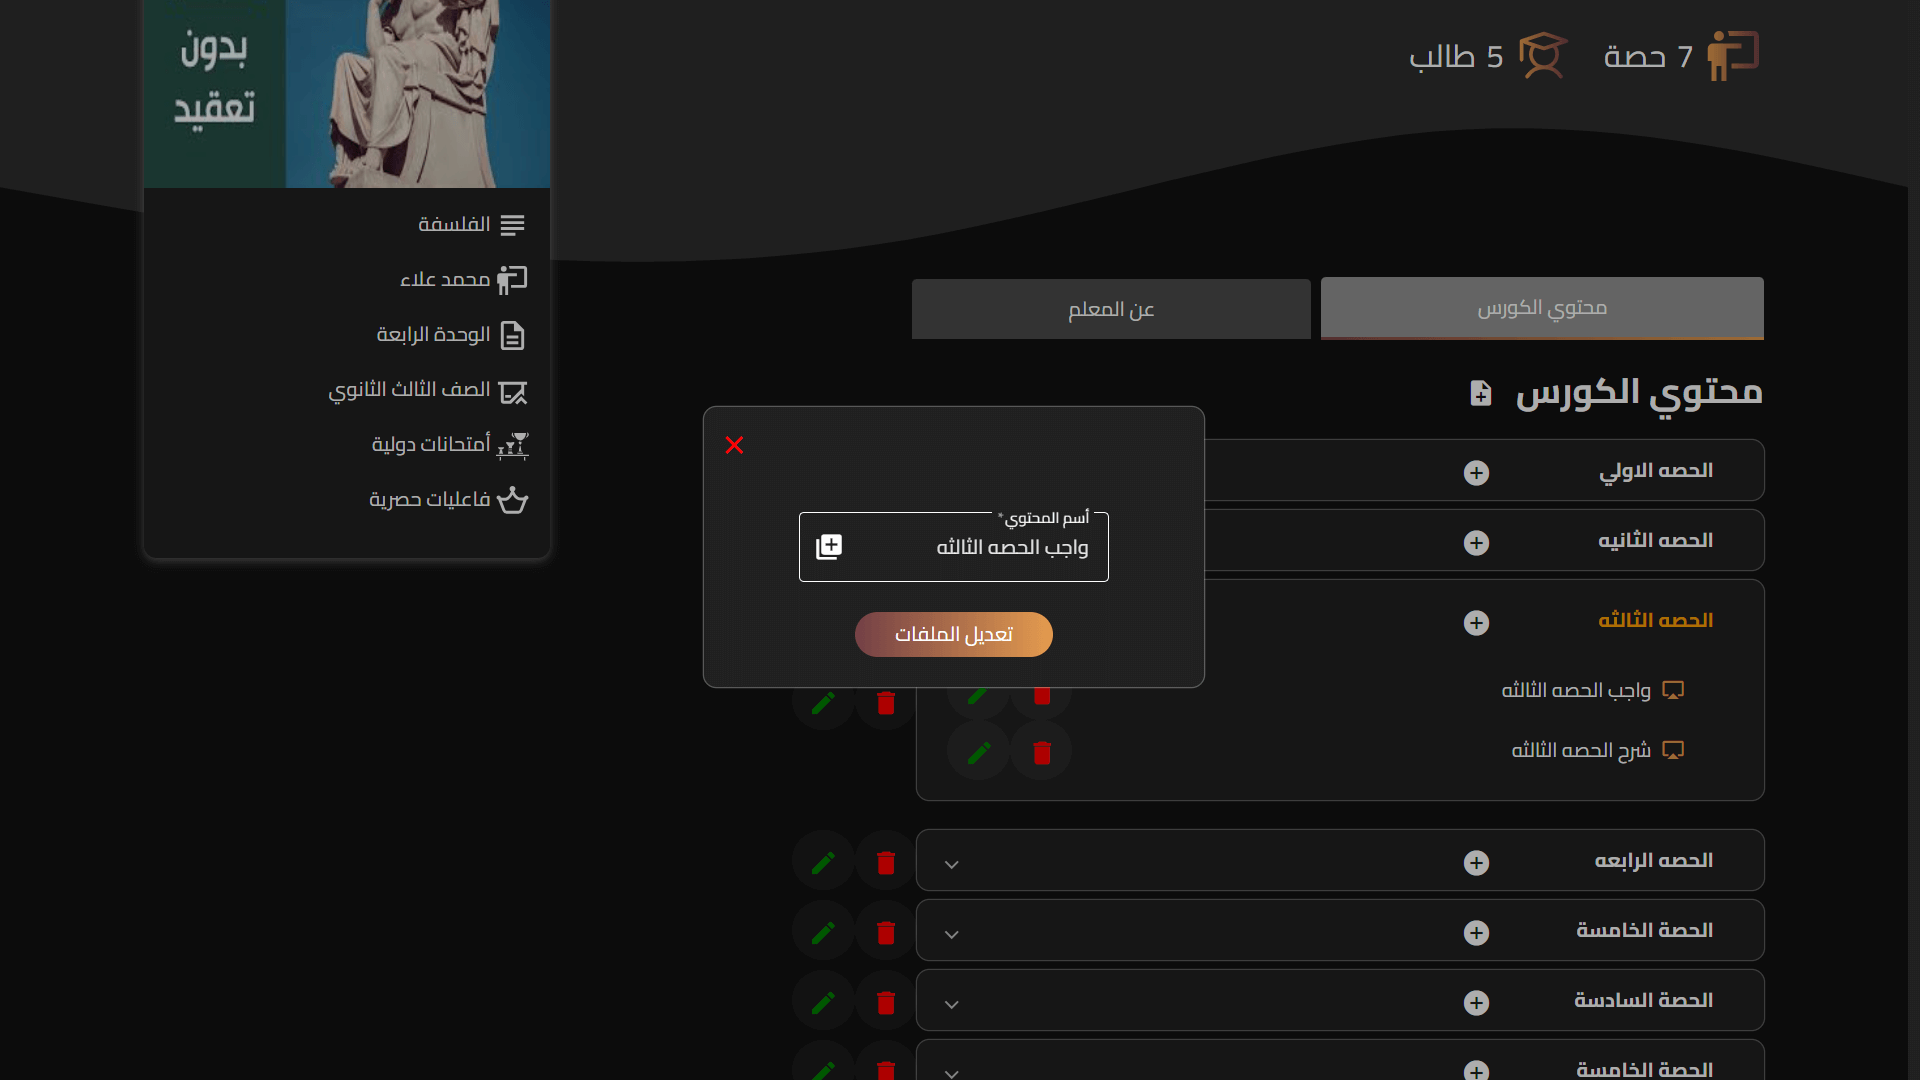 7 حصة
5 طالب
بدون
تعقيد
الفلسفة
محمد علاء
الوحدة الرابعة
الصف الثالث الثانوي
أمتحانات دولية
فاعليات حصرية
محتوي الكورس
عن المعلم
محتوي الكورس
الحصه الاولي
الحصه الثانيه
الحصه الثالثه
واجب الحصه الثالثه
شرح الحصه الثالثه
أسم المحتوي*
واجب الحصه الثالثه
تعديل الملفات
الحصه الرابعه
الحصة الخامسة
الحصة السادسة
الحصة الخامسة